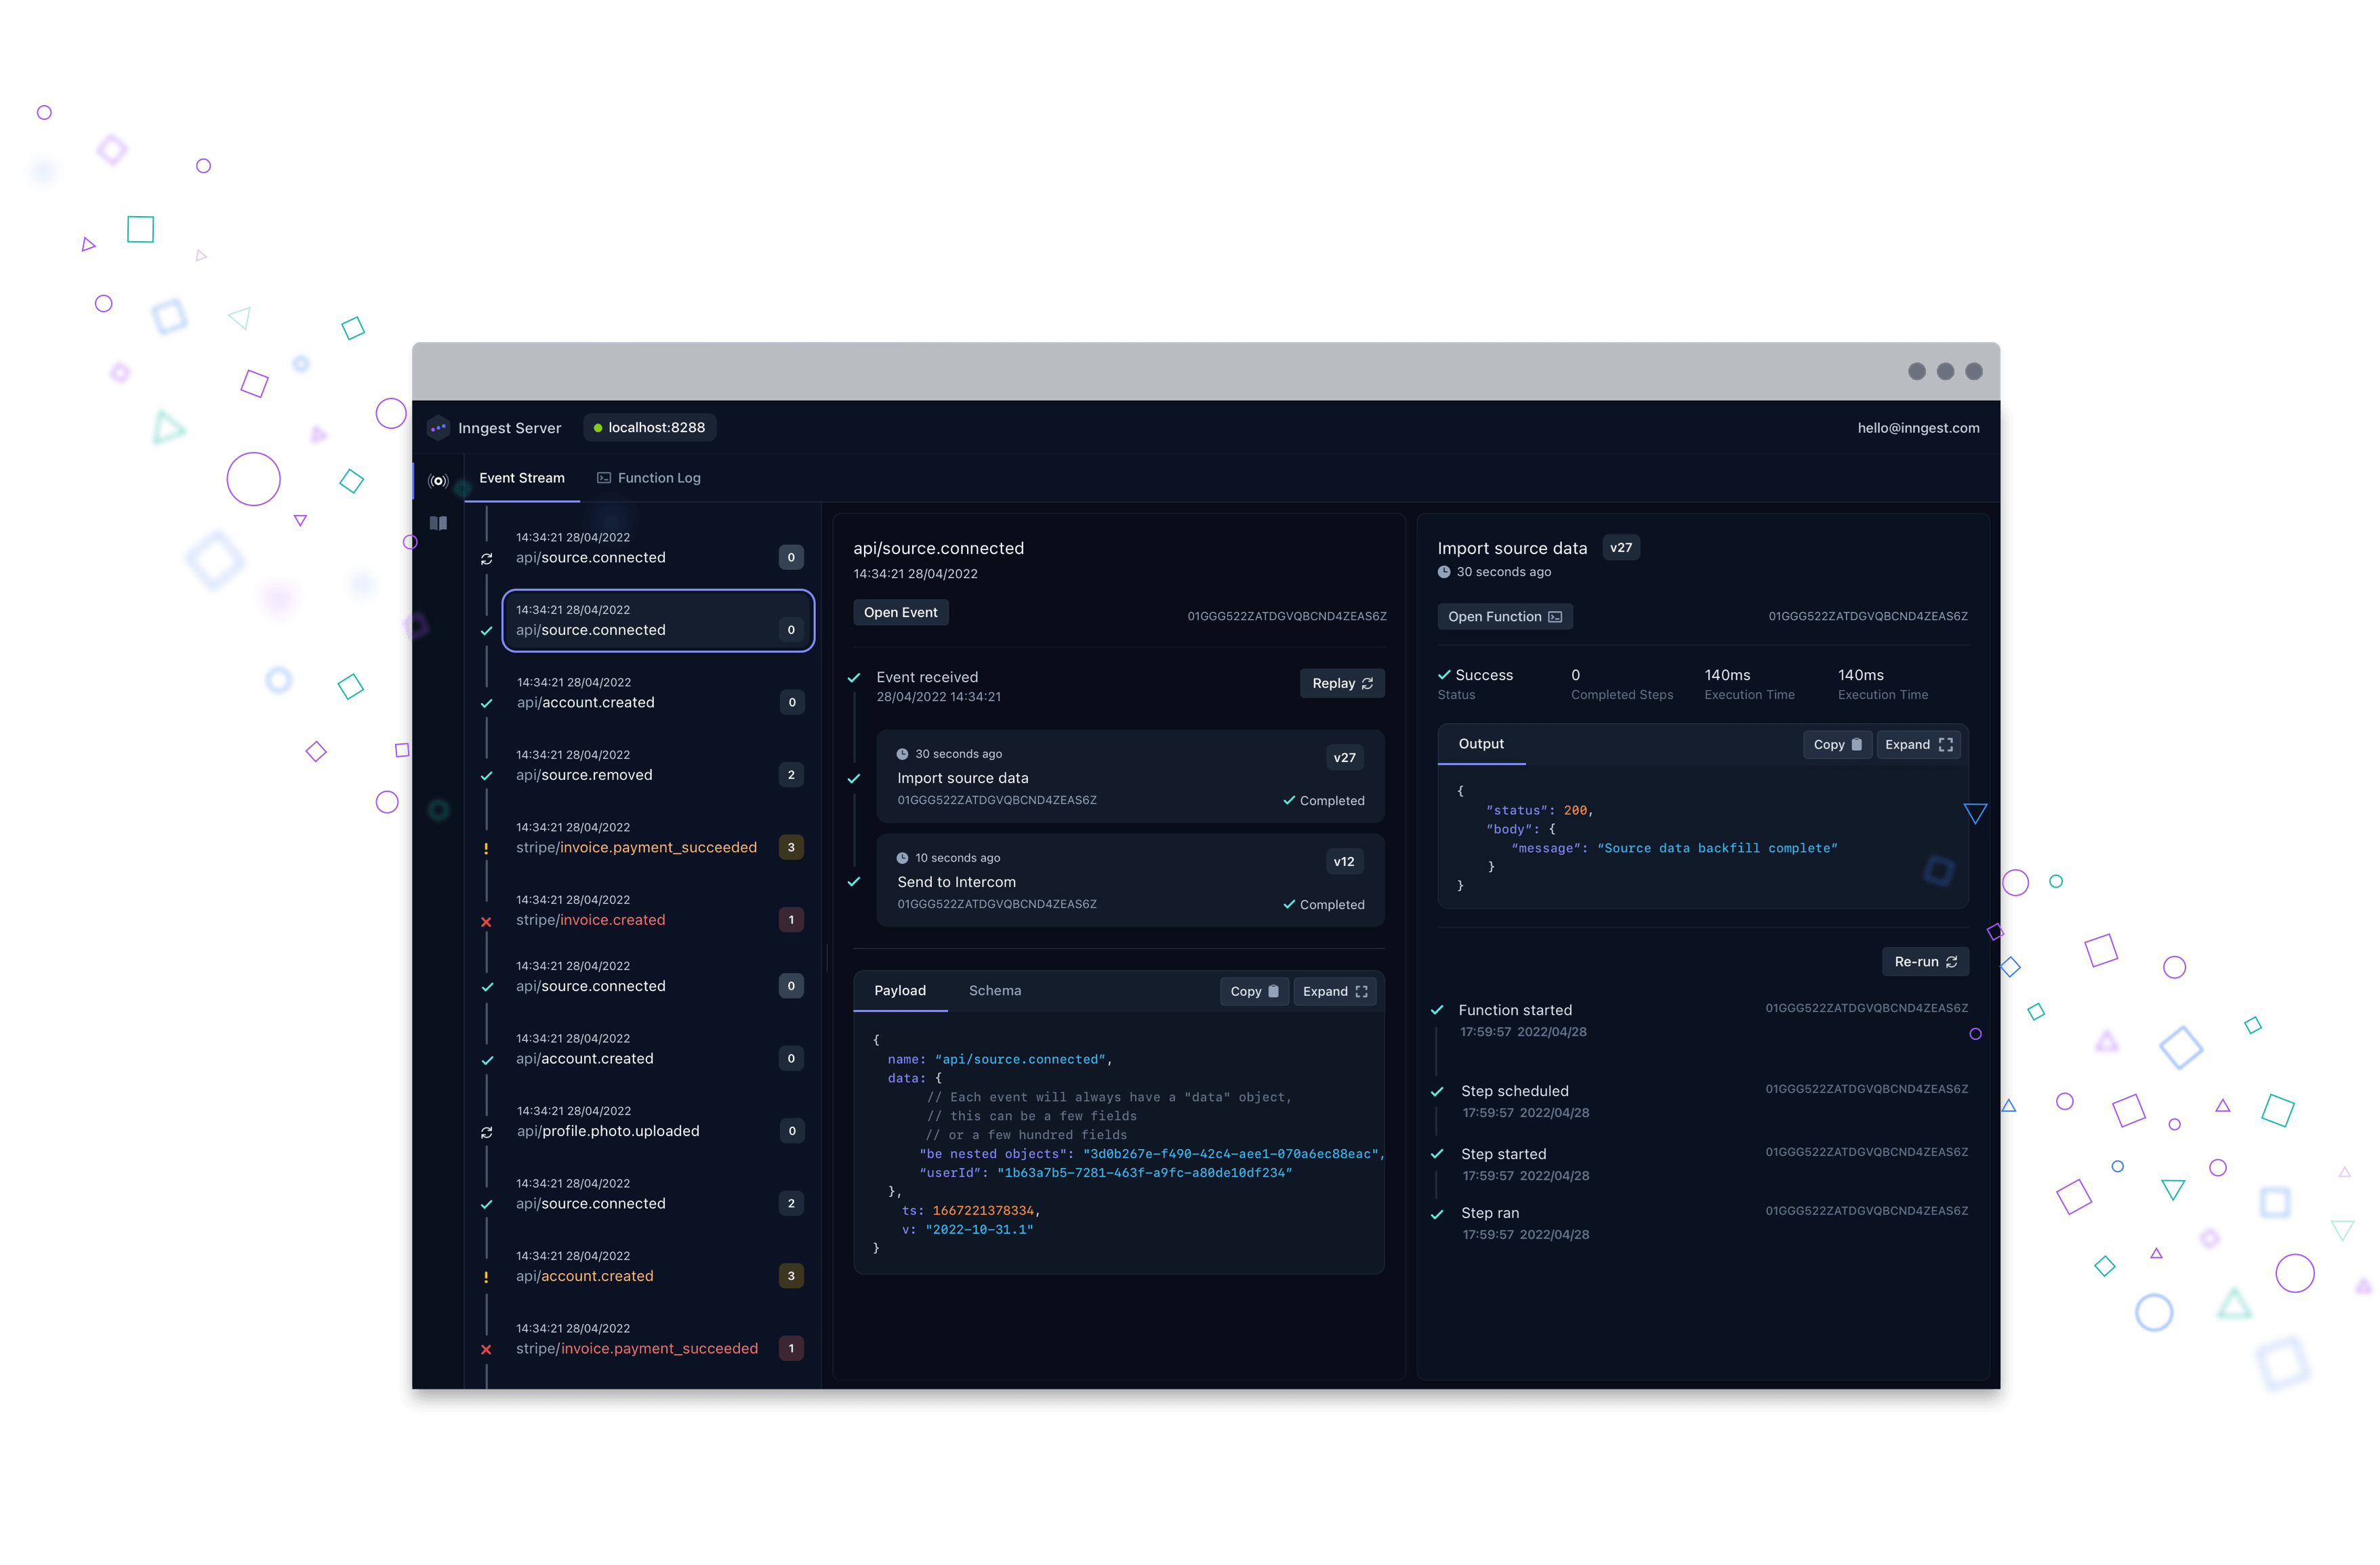 Inngest Server
localhost:8288
hello@inngest.com
Event Stream
Function Log
14:34:21 28/04/2022
api/source.connected
0
14:34:21 28/04/2022
api/source.connected
0
14:34:21 28/04/2022
api/account.created
0
14:34:21 28/04/2022
api/source.removed
2
14:34:21 28/04/2022
stripe/invoice.payment_succeeded
3
14:34:21 28/04/2022
stripe/invoice.created
1
14:34:21 28/04/2022
api/source.connected
0
14:34:21 28/04/2022
api/account.created
0
14:34:21 28/04/2022
api/profile.photo.uploaded
0
14:34:21 28/04/2022
api/source.connected
2
14:34:21 28/04/2022
api/account.created
3
14:34:21 28/04/2022
stripe/invoice.payment_succeeded
1
api/source.connected
14:34:21 28/04/2022
Open Event
01GGG522ZATDGVQBCND4ZEAS6Z
Event received
28/04/2022 14:34:21
Replay
30 seconds ago
v27
Import source data
01GGG522ZATDGVQBCND4ZEAS6Z
Completed
10 seconds ago
v12
Send to Intercom
01GGG522ZATDGVQBCND4ZEAS6Z
Completed
Payload
Schema
Copy
Expand
{
name: “api/source.connected”,
data: {
// Each event will always have a "data" object,
// this can be a few fields
// or a few hundred fields
"be nested objects": "3d0b267e-f490-42c4-aee1-070a6ec88eac",
“userId”: "1b63a7b5-7281-463f-a9fc-a80de10df234”
},
ts: 1667221378334,
v: "2022-10-31.1"
}
Import source data
v27
30 seconds ago
Open Function
01GGG522ZATDGVQBCND4ZEAS6Z
Success
Status
0
Completed Steps
140ms
Execution Time
140ms
Execution Time
Output
Copy
Expand
{
”status”: 200,
”body”: {
”message”: “Source data backfill complete”
}
}
Re-run
Function started
01GGG522ZATDGVQBCND4ZEAS6Z
17:59:57 2022/04/28
Step scheduled
01GGG522ZATDGVQBCND4ZEAS6Z
17:59:57 2022/04/28
Step started
01GGG522ZATDGVQBCND4ZEAS6Z
17:59:57 2022/04/28
Step ran
01GGG522ZATDGVQBCND4ZEAS6Z
17:59:57 2022/04/28